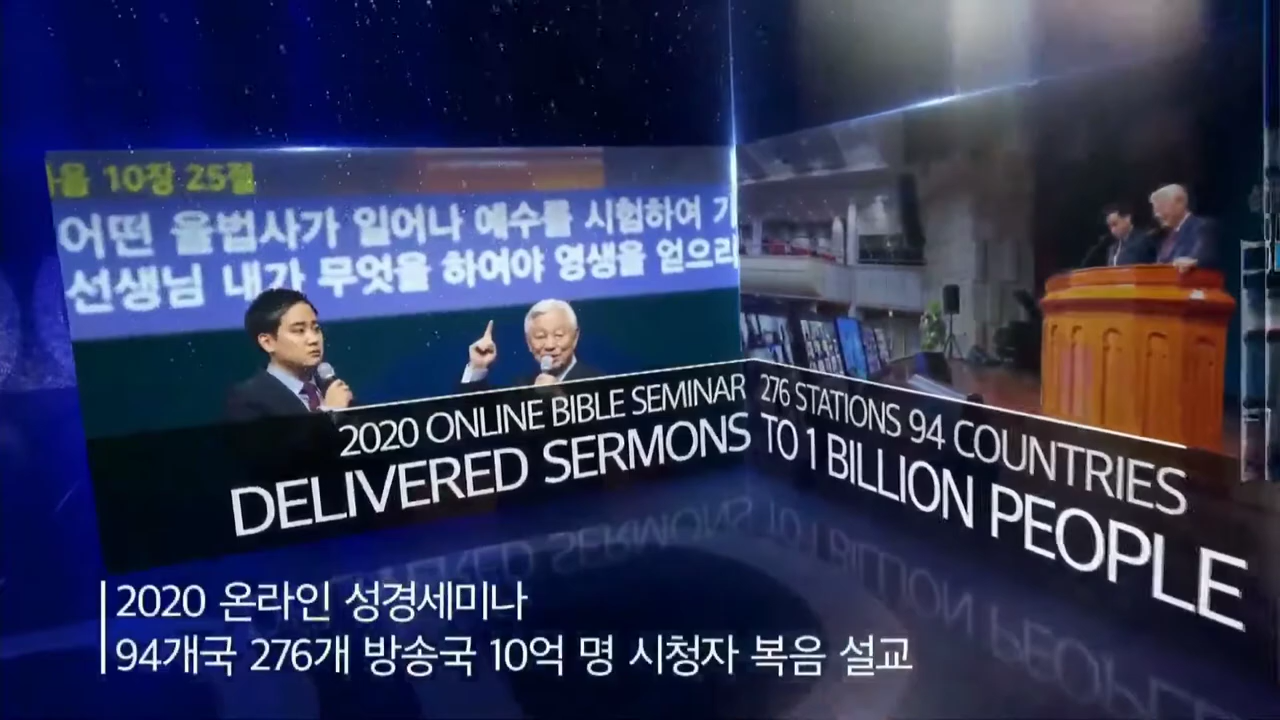 10장 25절
어떤 율법사가 일어나 예수를 시험하여
선생님 내가 무엇을 하여야 영생을 얻으리
2020 ONLINE BIBLE SEMINAR
DELIVERED SERMONS
276 STATIONS 94 COUNTRIES
TO 1 BILLION PEOPLE
2020 온라인 성경세미나
94개국 276개 방송국 10억 명 시청자 복음 설교